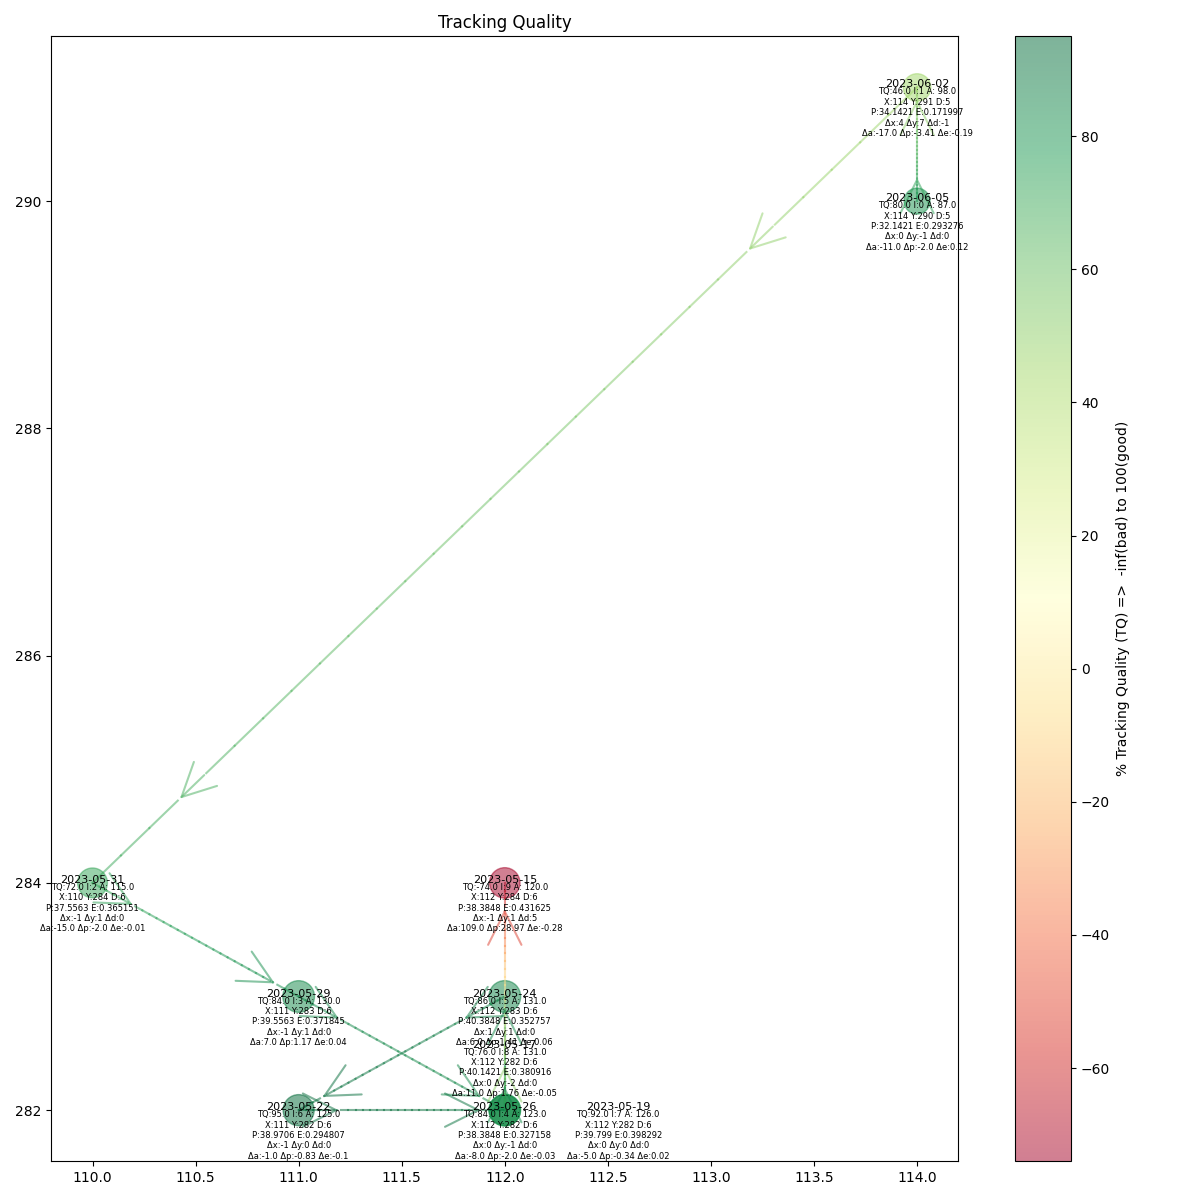 Tracking Quality
2023-06-02
TQ:46.0 I:1 A: 98.0
X:114 Y:291 D:5
P:34.1421 E:0.171997
Δx:4 Δy:7 Δd:-1
Δa:-17.0 Δp:-3.41 Δe:-0.19
2023-06-05
TQ:80.0 I:0 A: 87.0
X:114 Y:290 D:5
P:32.1421 E:0.293276
Δx:0 Δy:-1 Δd:0
Δa:-11.0 Δp:-2.0 Δe:0.12
2023-05-31
TQ:72.0 I:2 A: 115.0
X:110 Y:284 D:6
P:37.5563 E:0.365151
Δx:-1 Δy:1 Δd:0
Δa:-15.0 Δp:-2.0 Δe:-0.01
2023-05-15
TQ:-74.0 I:9 A: 120.0
X:112 Y:284 D:6
P:38.3848 E:0.431625
Δx:-1 Δy:1 Δd:5
Δa:109.0 Δp:28.97 Δe:-0.28
2023-05-29
TQ:84.0 I:3 A: 130.0
X:111 Y:283 D:6
P:39.5563 E:0.371845
Δx:-1 Δy:1 Δd:0
Δa:7.0 Δp:1.17 Δe:0.04
2023-05-24
TQ:86.0 I:5 A: 131.0
X:112 Y:283 D:6
P:40.3848 E:0.352757
Δx:1 Δy:1 Δd:0
2023-05-17
TQ:76.0 I:8 A: 131.0
X:112 Y:282 D:6
P:40.1421 E:0.380916
Δx:0 Δy:-2 Δd:0
Δa:11.0 Δp:1.76 Δe:-0.05
2023-05-22
TQ:95.0 I:6 A: 125.0
X:111 Y:282 D:6
P:38.9706 E:0.294807
Δx:-1 Δy:0 Δd:0
Δa:-1.0 Δp:-0.83 Δe:-0.1
2023-05-26
TQ:84.0 I:4 A: 123.0
X:112 Y:282 D:6
P:38.3848 E:0.327158
Δx:0 Δy:-1 Δd:0
Δa:-8.0 Δp:-2.0 Δe:-0.03
2023-05-19
TQ:92.0 I:7 A: 126.0
X:112 Y:282 D:6
P:39.799 E:0.398292
Δx:0 Δy:0 Δd:0
Δa:-5.0 Δp:-0.34 Δe:0.02
290
288
286
284
282
110.0 110.5 111.0 111.5 112.0 112.5 113.0 113.5 114.0
80
60
40
20
0
−20
−40
−60
% Tracking Quality (TQ) => -inf(bad) to 100(good)